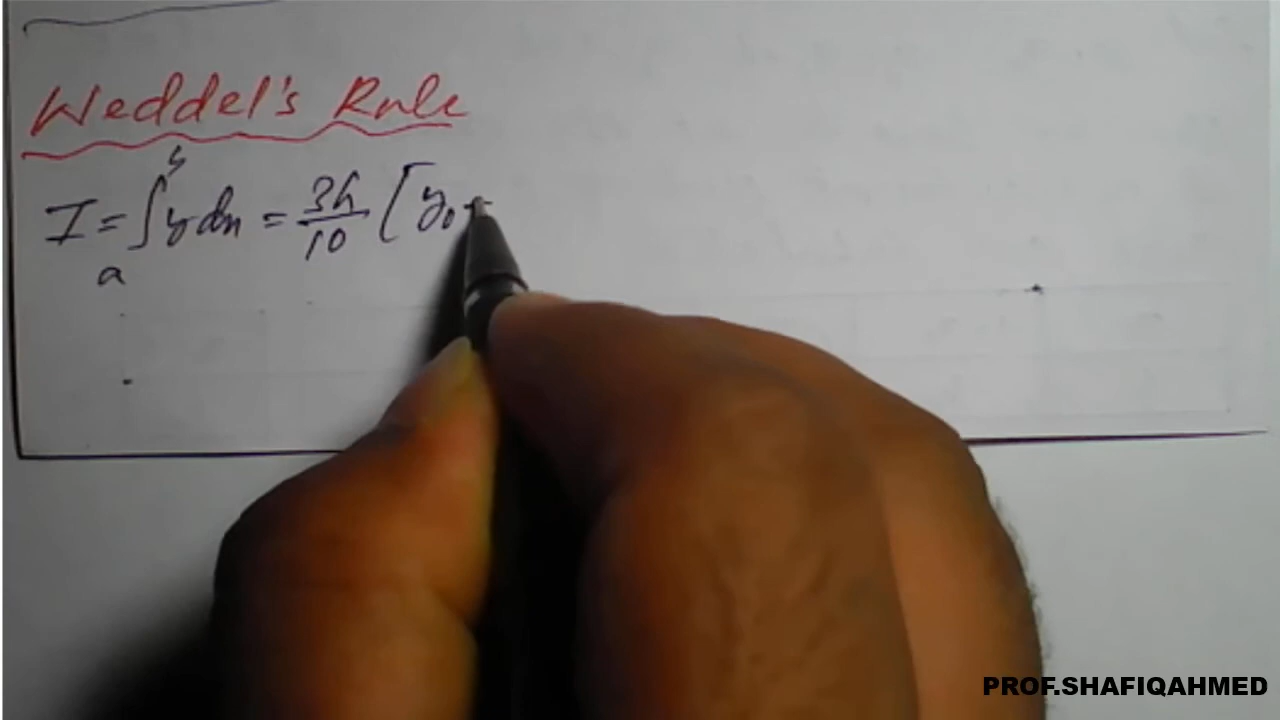 Weddel's Rule
I = ∫ₐᵇ y dx = 3h/10 [ y₀ +
PROF.SHAFIQAHMED